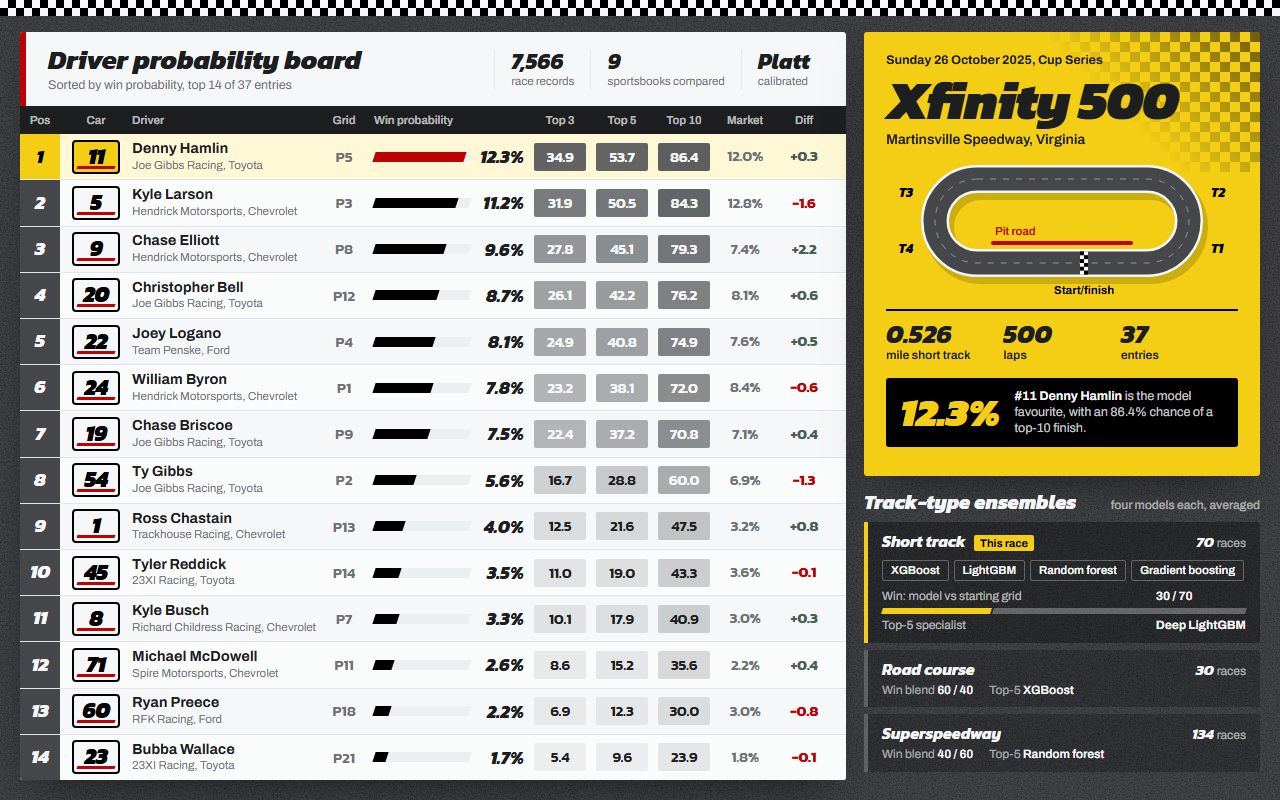 Driver probability board
Sorted by win probability, top 14 of 37 entries
7,566
race records
9
sportsbooks compared
Platt
calibrated
Pos Car Driver Grid Win probability Top 3 Top 5 Top 10 Market Diff
1 11 Denny Hamlin P5 12.3% 34.9 53.7 86.4 12.0% +0.3
Joe Gibbs Racing, Toyota
2 5 Kyle Larson P3 11.2% 31.9 50.5 84.3 12.8% −1.6
Hendrick Motorsports, Chevrolet
3 9 Chase Elliott P8 9.6% 27.8 45.1 79.3 7.4% +2.2
Hendrick Motorsports, Chevrolet
4 20 Christopher Bell P12 8.7% 26.1 42.2 76.2 8.1% +0.6
Joe Gibbs Racing, Toyota
5 22 Joey Logano P4 8.1% 24.9 40.8 74.9 7.6% +0.5
Team Penske, Ford
6 24 William Byron P1 7.8% 23.2 38.1 72.0 8.4% −0.6
Hendrick Motorsports, Chevrolet
7 19 Chase Briscoe P9 7.5% 22.4 37.2 70.8 7.1% +0.4
Joe Gibbs Racing, Toyota
8 54 Ty Gibbs P2 5.6% 16.7 28.8 60.0 6.9% −1.3
Joe Gibbs Racing, Toyota
9 1 Ross Chastain P13 4.0% 12.5 21.6 47.5 3.2% +0.8
Trackhouse Racing, Chevrolet
10 45 Tyler Reddick P14 3.5% 11.0 19.0 43.3 3.6% −0.1
23XI Racing, Toyota
11 8 Kyle Busch P7 3.3% 10.1 17.9 40.9 3.0% +0.3
Richard Childress Racing, Chevrolet
12 71 Michael McDowell P11 2.6% 8.6 15.2 35.6 2.2% +0.4
Spire Motorsports, Chevrolet
13 60 Ryan Preece P18 2.2% 6.9 12.3 30.0 3.0% −0.8
RFK Racing, Ford
14 23 Bubba Wallace P21 1.7% 5.4 9.6 23.9 1.8% −0.1
23XI Racing, Toyota
Sunday 26 October 2025, Cup Series
Xfinity 500
Martinsville Speedway, Virginia
T3 T2
Pit road
T4 T1
Start/finish
0.526 500 37
mile short track laps entries
12.3%
#11 Denny Hamlin is the model
favourite, with an 86.4% chance of a
top-10 finish.
Track-type ensembles four models each, averaged
Short track This race 70 races
XGBoost LightGBM Random forest Gradient boosting
Win: model vs starting grid 30 / 70
Top-5 specialist Deep LightGBM
Road course 30 races
Win blend 60 / 40 Top-5 XGBoost
Superspeedway 134 races
Win blend 40 / 60 Top-5 Random forest